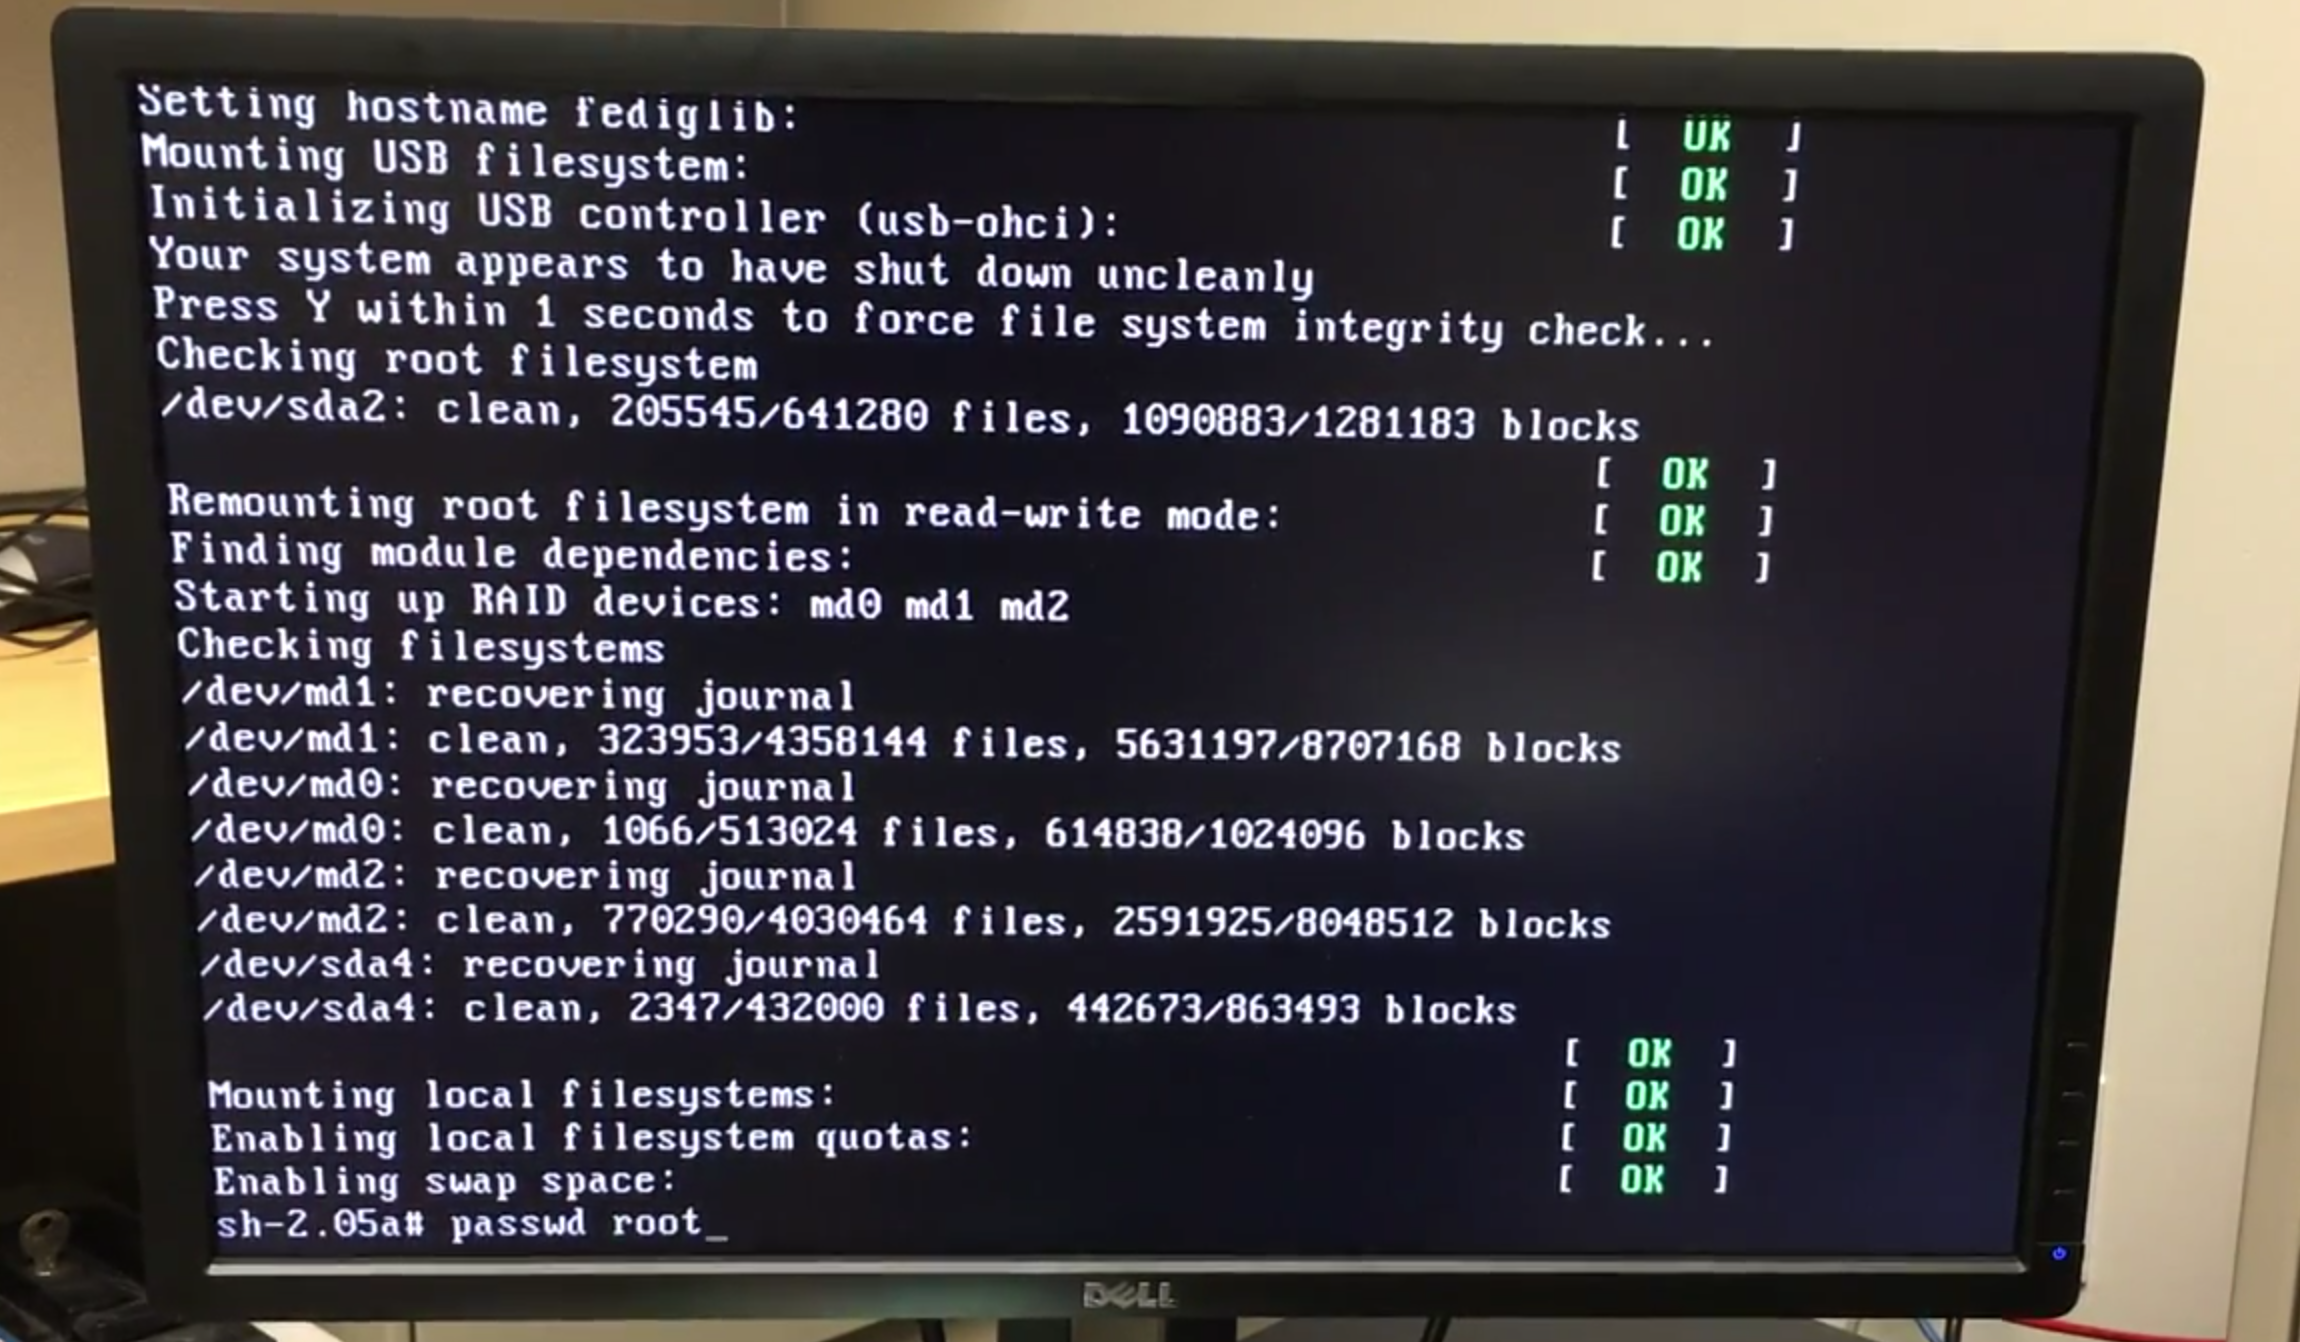 Setting hostname fediglib: [ OK ]
Mounting USB filesystem: [ OK ]
Initializing USB controller (usb-ohci): [ OK ]
Your system appears to have shut down uncleanly
Press Y within 1 seconds to force file system integrity check...
Checking root filesystem
/dev/sda2: clean, 205545/641280 files, 1090883/1281183 blocks
[ OK ]
Remounting root filesystem in read-write mode: [ OK ]
Finding module dependencies: [ OK ]
Starting up RAID devices: md0 md1 md2
Checking filesystems
/dev/md1: recovering journal
/dev/md1: clean, 323953/4358144 files, 5631197/8707168 blocks
/dev/md0: recovering journal
/dev/md0: clean, 1066/513024 files, 614838/1024096 blocks
/dev/md2: recovering journal
/dev/md2: clean, 770290/4030464 files, 2591925/8048512 blocks
/dev/sda4: recovering journal
/dev/sda4: clean, 2347/432000 files, 442673/863493 blocks
[ OK ]
Mounting local filesystems: [ OK ]
Enabling local filesystem quotas: [ OK ]
Enabling swap space: [ OK ]
sh-2.05a# passwd root_
DELL